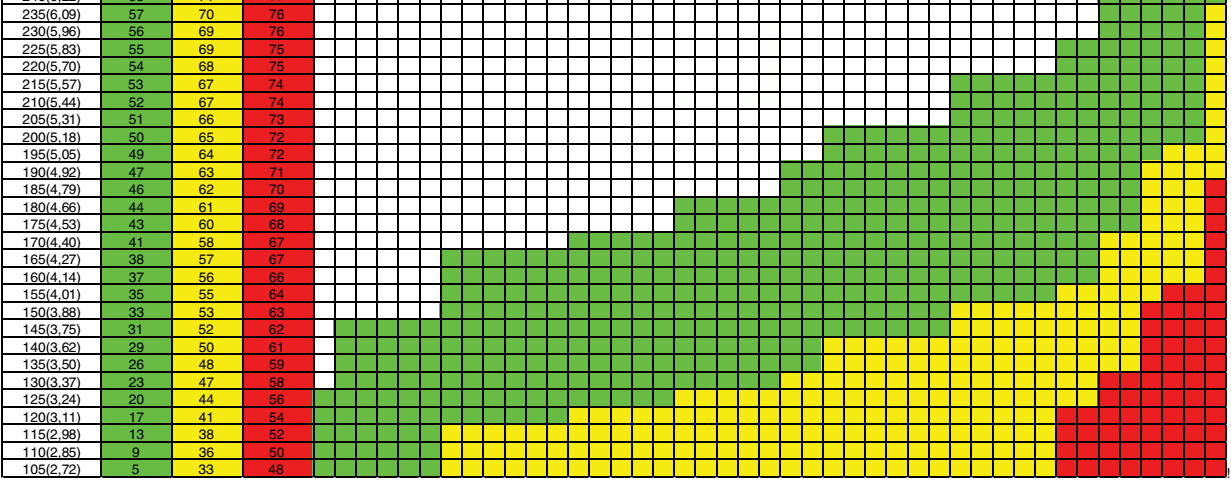 235(6,09) 57 70 76
230(5,96) 56 69 76
225(5,83) 55 69 75
220(5,70) 54 68 75
215(5,57) 53 67 74
210(5,44) 52 67 74
205(5,31) 51 66 73
200(5,18) 50 65 72
195(5,05) 49 64 72
190(4,92) 47 63 71
185(4,79) 46 62 70
180(4,66) 44 61 69
175(4,53) 43 60 68
170(4,40) 41 58 67
165(4,27) 38 57 67
160(4,14) 37 56 66
155(4,01) 35 55 64
150(3,88) 33 53 63
145(3,75) 31 52 62
140(3,62) 29 50 61
135(3,50) 26 48 59
130(3,37) 23 47 58
125(3,24) 20 44 56
120(3,11) 17 41 54
115(2,98) 13 38 52
110(2,85) 9 36 50
105(2,72) 5 33 48